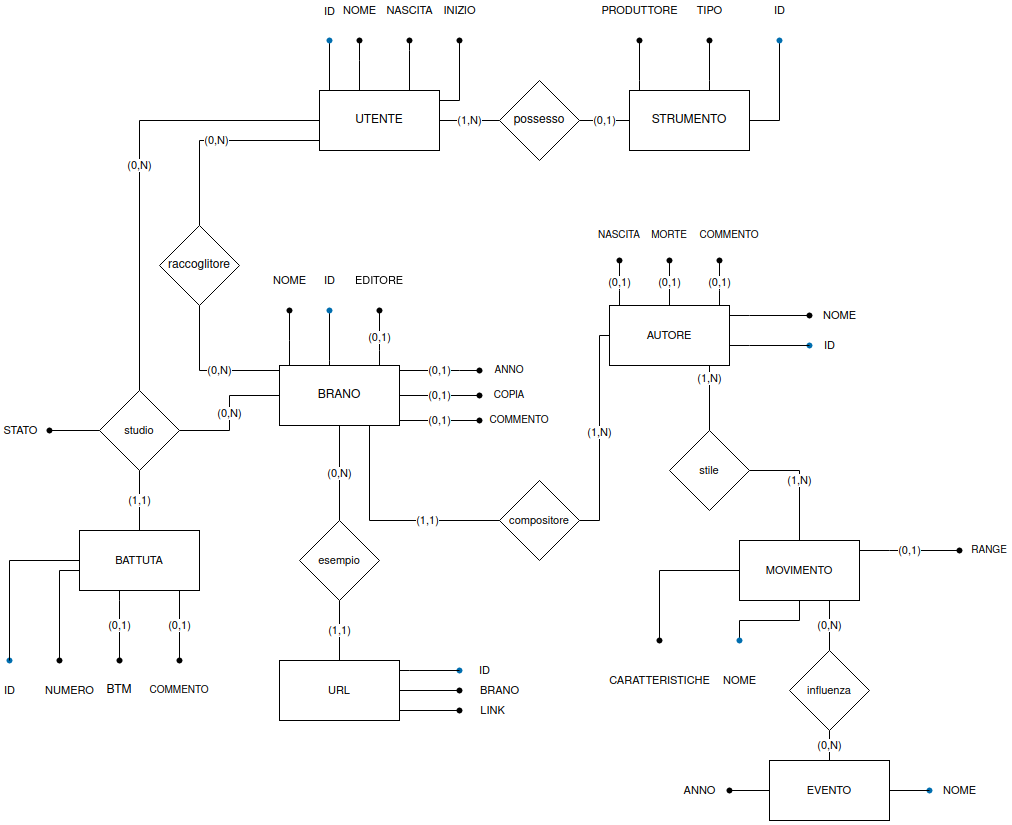 ID NOME NASCITA INIZIO
PRODUTTORE TIPO ID
UTENTE
(1,N)
possesso
(0,1)
STRUMENTO
(0,N)
(0,N)
raccoglitore
NASCITA MORTE COMMENTO
(0,1) (0,1) (0,1)
NOME ID EDITORE
(0,1)
AUTORE
NOME
ID
(0,N)
BRANO
(0,1) ANNO
(0,1) COPIA
(0,1) COMMENTO
(1,N)
(0,N)
STATO
studio
(1,N)
(0,N)
stile
(1,N)
(1,1)
(1,1)
compositore
BATTUTA
esempio
MOVIMENTO
(0,1) RANGE
(0,1) (0,1)
(1,1)
(0,N)
ID NUMERO BTM COMMENTO
URL
ID
BRANO
LINK
CARATTERISTICHE NOME
influenza
(0,N)
ANNO
EVENTO
NOME